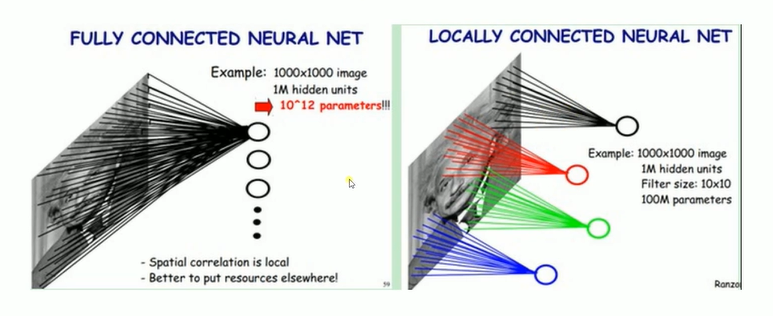 FULLY CONNECTED NEURAL NET
Example: 1000x1000 image
1M hidden units
10^12 parameters!!!
- Spatial correlation is local
- Better to put resources elsewhere!
59
LOCALLY CONNECTED NEURAL NET
Example: 1000x1000 image
1M hidden units
Filter size: 10x10
100M parameters
Ranzo